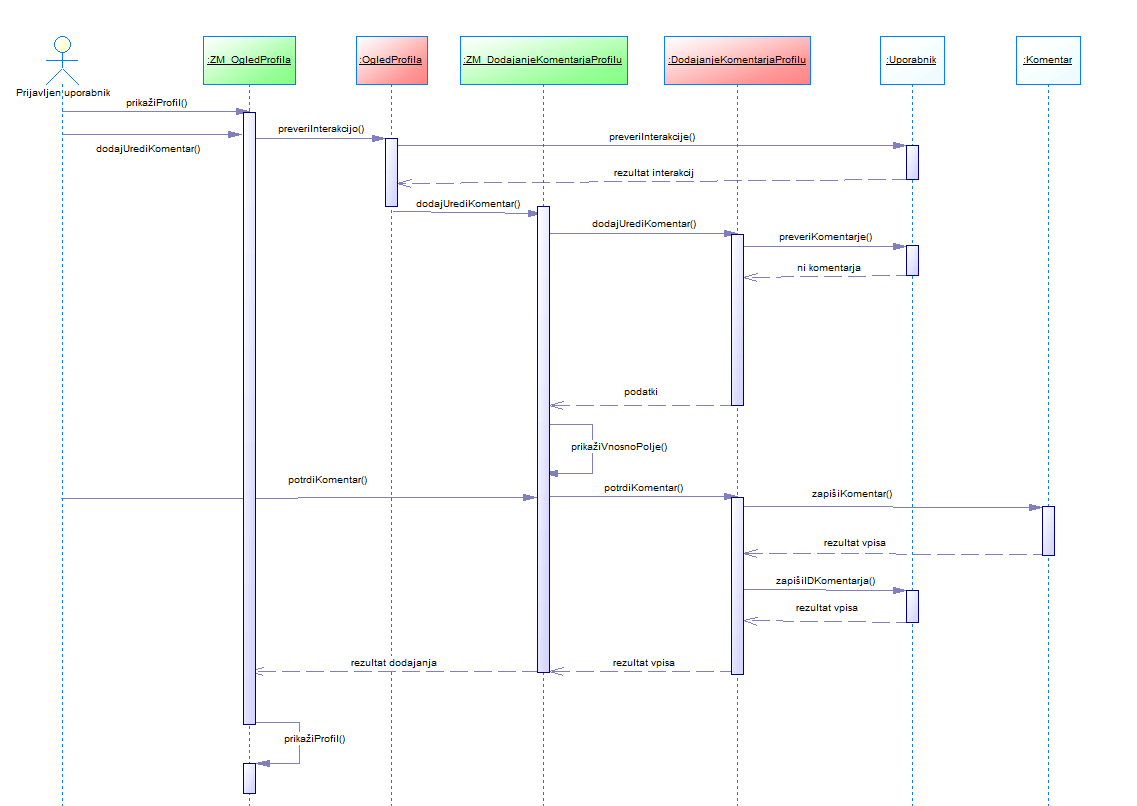 :ZM_OgledProfila
:OgledProfila
:ZM_DodajanjeKomentarjaProfilu
:DodajanjeKomentarjaProfilu
:Uporabnik
:Komentar
Prijavljen uporabnik
prikažiProfil()
preveriInterakcijo()
preveriInterakcije()
dodajUrediKomentar()
rezultat interakcij
dodajUrediKomentar()
dodajUrediKomentar()
preveriKomentarje()
ni komentarja
podatki
prikažiVnosnoPolje()
potrdiKomentar()
potrdiKomentar()
zapišiKomentar()
rezultat vpisa
zapišiIDKomentarja()
rezultat vpisa
rezultat dodajanja
rezultat vpisa
prikažiProfil()